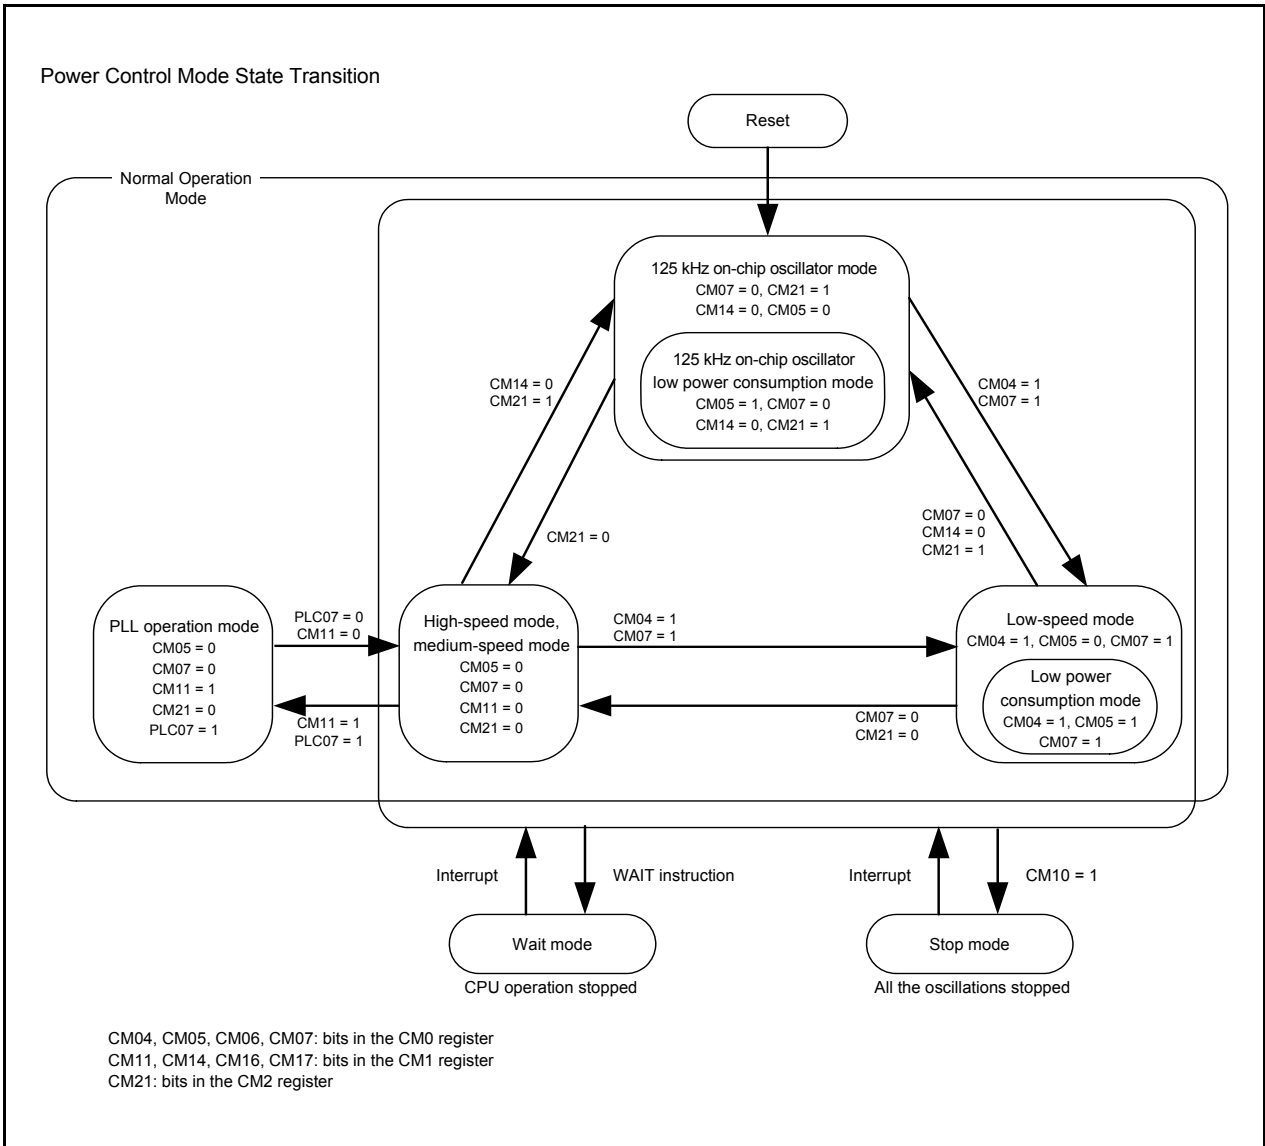 Power Control Mode State Transition
Reset
Normal Operation
Mode
125 kHz on-chip oscillator mode
CM07 = 0, CM21 = 1
CM14 = 0, CM05 = 0
125 kHz on-chip oscillator
low power consumption mode
CM05 = 1, CM07 = 0
CM14 = 0, CM21 = 1
CM14 = 0
CM21 = 1
CM04 = 1
CM07 = 1
CM21 = 0
CM07 = 0
CM14 = 0
CM21 = 1
PLL operation mode
CM05 = 0
CM07 = 0
CM11 = 1
CM21 = 0
PLC07 = 1
PLC07 = 0
CM11 = 0
CM11 = 1
PLC07 = 1
High-speed mode,
medium-speed mode
CM05 = 0
CM07 = 0
CM11 = 0
CM21 = 0
CM04 = 1
CM07 = 1
CM07 = 0
CM21 = 0
Low-speed mode
CM04 = 1, CM05 = 0, CM07 = 1
Low power
consumption mode
CM04 = 1, CM05 = 1
CM07 = 1
Interrupt
WAIT instruction
Interrupt
CM10 = 1
Wait mode
CPU operation stopped
Stop mode
All the oscillations stopped
CM04, CM05, CM06, CM07: bits in the CM0 register
CM11, CM14, CM16, CM17: bits in the CM1 register
CM21: bits in the CM2 register